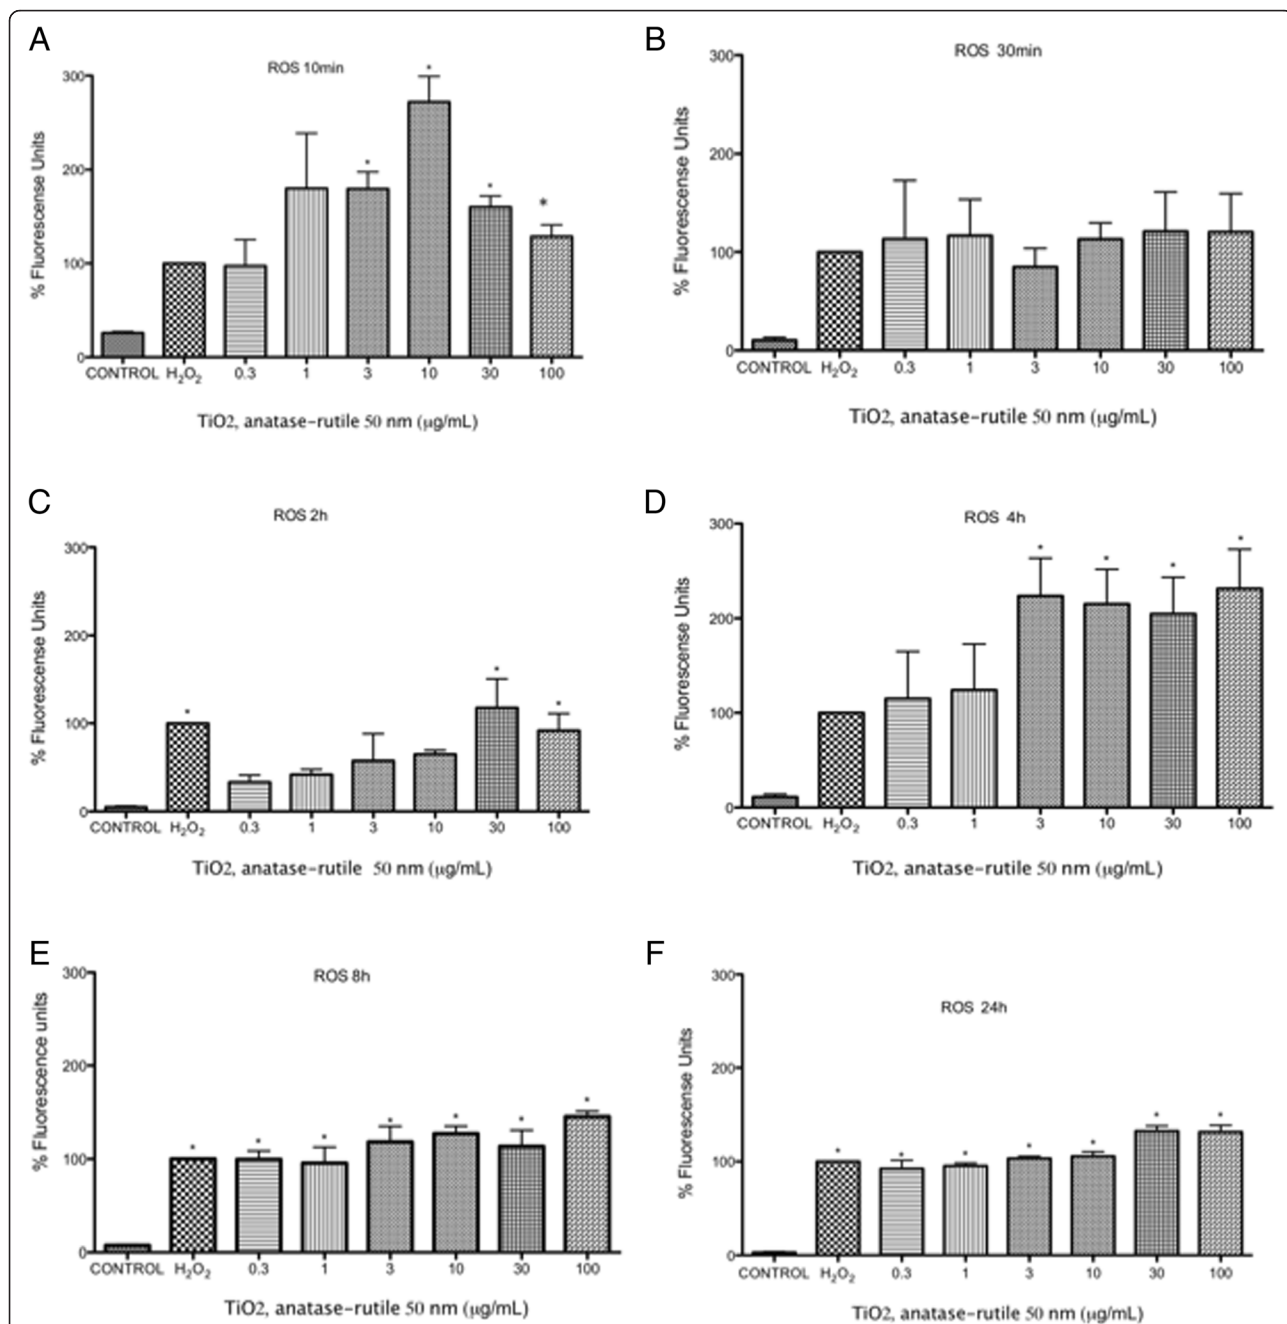 A
ROS 10min
% Fluorescense Units
300
200
100
0
CONTROL H₂O₂ 0.3 1 3 10 30 100
* * * *
TiO2, anatase-rutile 50 nm (µg/mL)
B
ROS 30min
% Fluorescense Units
300
200
100
0
CONTROL H₂O₂ 0.3 1 3 10 30 100
TiO2, anatase-rutile 50 nm (µg/mL)
C
ROS 2h
% Fluorescense Units
300
200
100
0
* * *
CONTROL H₂O₂ 0.3 1 3 10 30 100
TiO2, anatase-rutile 50 nm (µg/mL)
D
ROS 4h
% Fluorescense Units
300
200
100
0
* * * *
CONTROL H₂O₂ 0.3 1 3 10 30 100
TiO2, anatase-rutile 50 nm (µg/mL)
E
ROS 8h
% Fluorescence units
300
200
100
0
* * * * * * *
CONTROL H₂O₂ 0.3 1 3 10 30 100
TiO2, anatase-rutile 50 nm (µg/mL)
F
ROS 24h
% Fluorescense Units
300
200
100
0
* * * * * * *
CONTROL H₂O₂ 0.3 1 3 10 30 100
TiO2, anatase-rutile 50 nm (µg/mL)